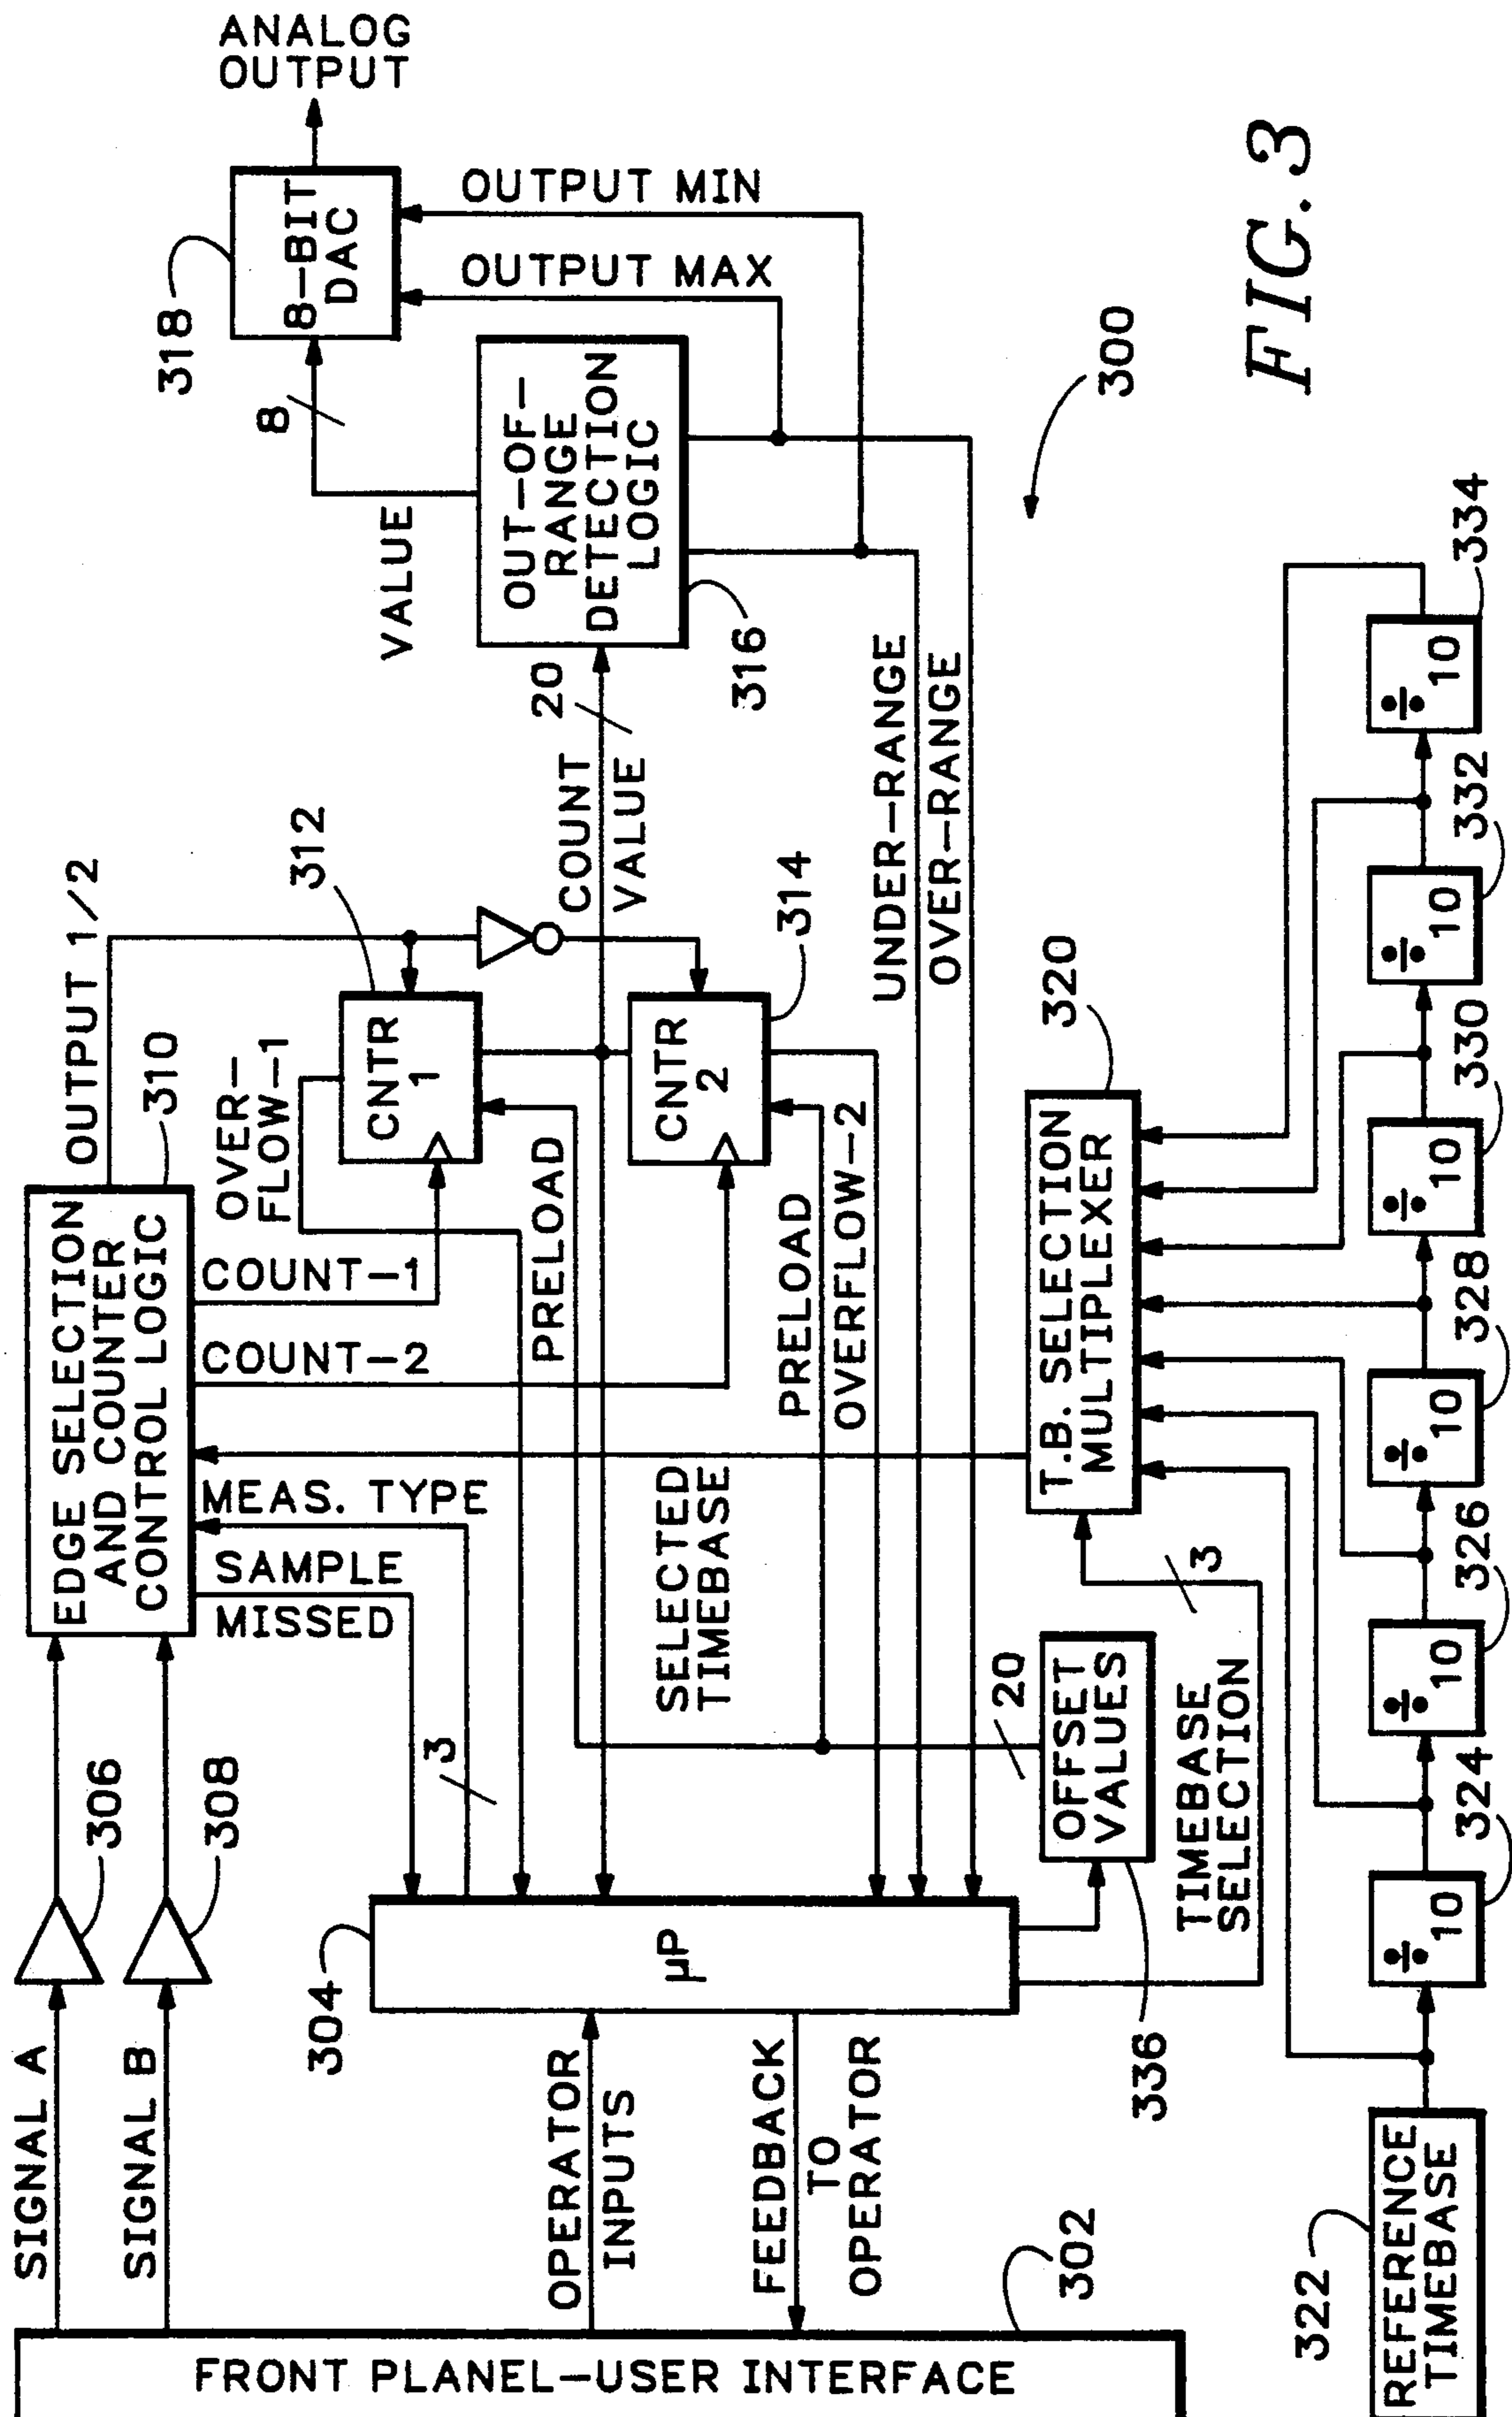 SIGNAL A
SIGNAL B
306
308
EDGE SELECTION
AND COUNTER
CONTROL LOGIC
310
OUTPUT 1/2
OVER-
FLOW-1
COUNT-1
COUNT-2
MEAS. TYPE
SAMPLE
MISSED
3
CNTR
1
312
CNTR
2
314
PRELOAD
PRELOAD
OVERFLOW-2
COUNT
VALUE
20
OUT-OF-
RANGE
DETECTION
LOGIC
316
VALUE
8
8-BIT
DAC
318
ANALOG
OUTPUT
OUTPUT MAX
OUTPUT MIN
UNDER-RANGE
OVER-RANGE
SELECTED
TIMEBASE
304
µP
OPERATOR
INPUTS
FEEDBACK
TO
OPERATOR
FRONT PLANEL-USER INTERFACE
302
336
OFFSET
VALUES
20
TIMEBASE
SELECTION
3
T.B. SELECTION
MULTIPLEXER
320
300
322
REFERENCE
TIMEBASE
÷
10
324
÷
10
326
÷
10
328
÷
10
330
÷
10
332
÷
10
334
FIG. 3